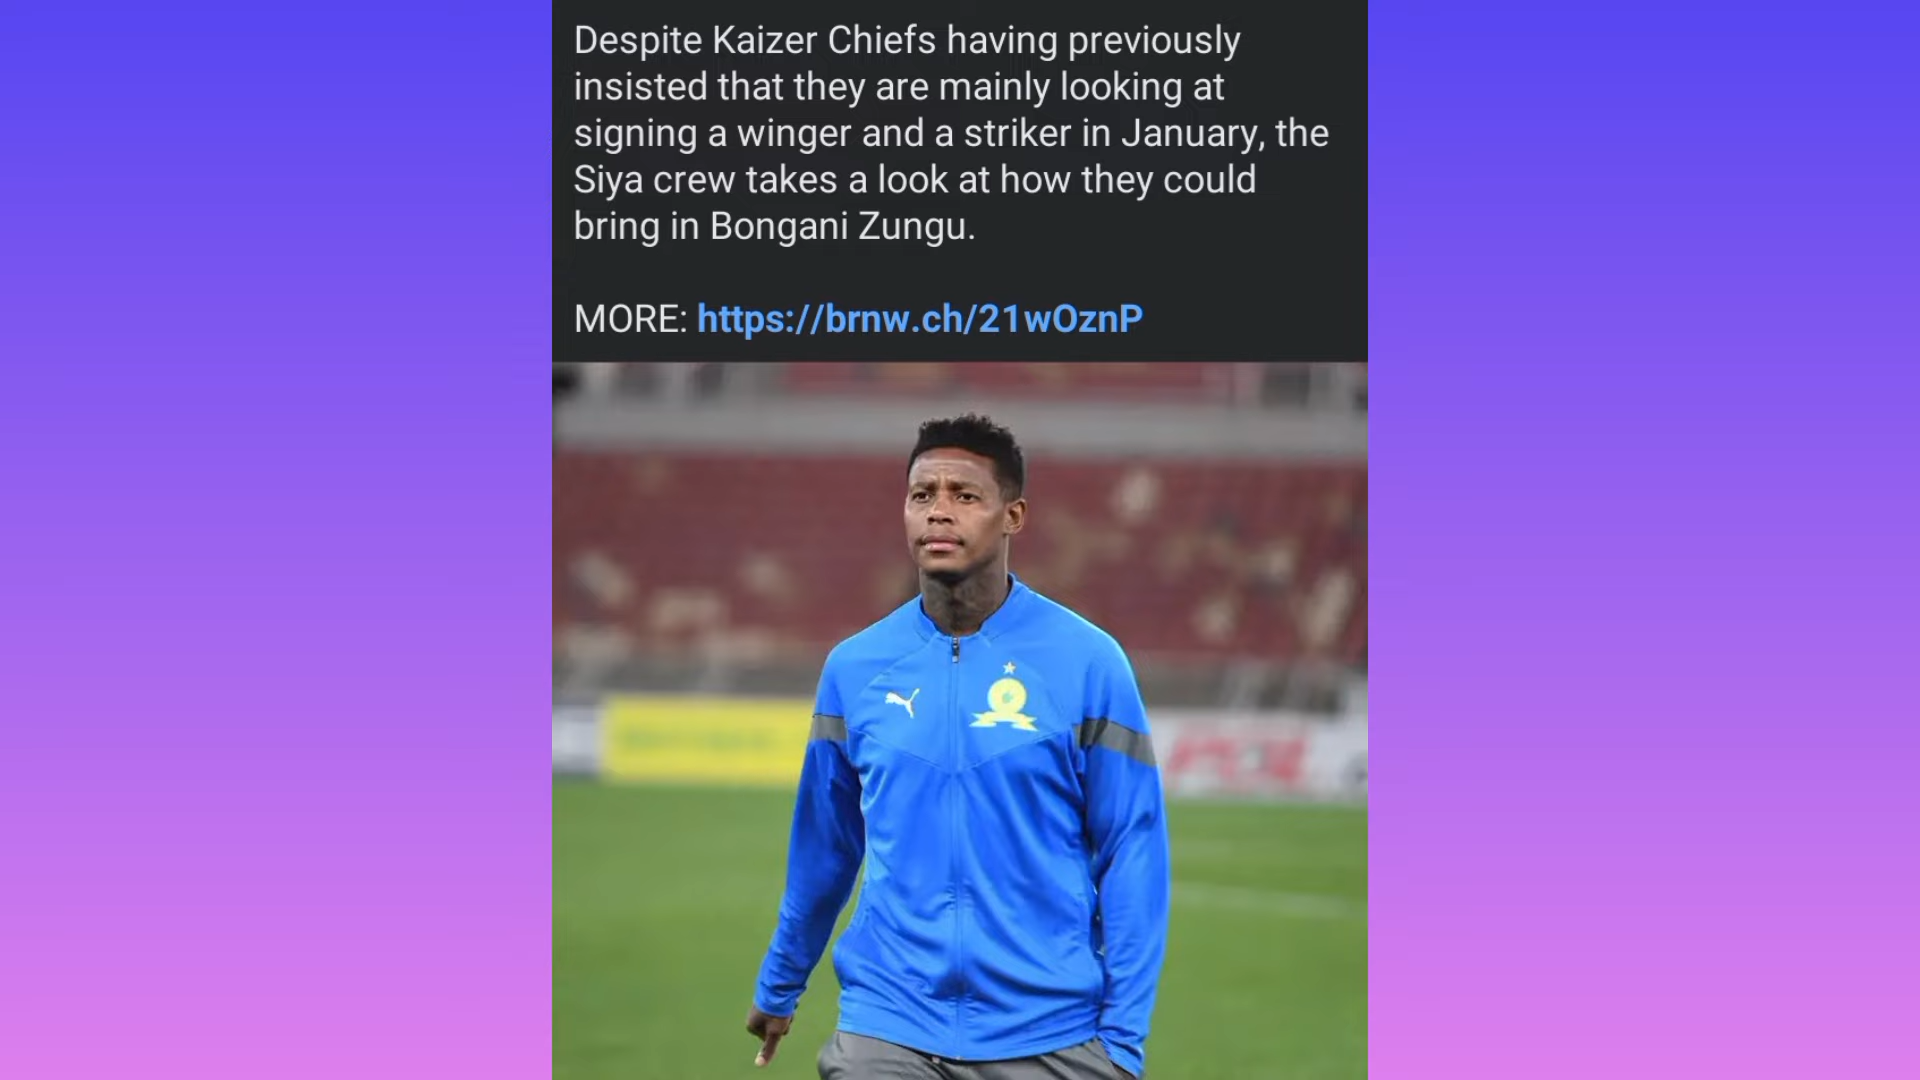 Despite Kaizer Chiefs having previously
insisted that they are mainly looking at
signing a winger and a striker in January, the
Siya crew takes a look at how they could
bring in Bongani Zungu.
MORE: https://brnw.ch/21wOznP